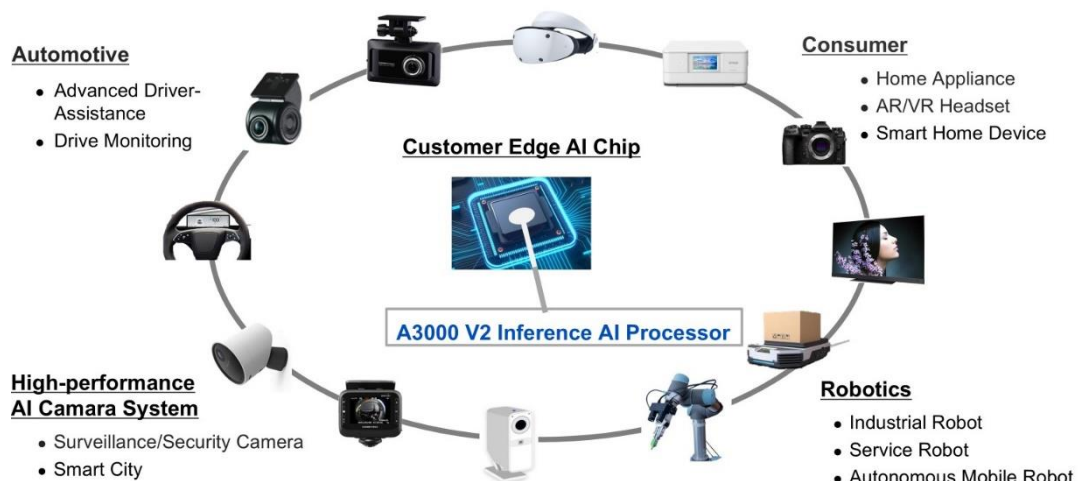 Automotive
• Advanced Driver-
Assistance
• Drive Monitoring
Consumer
• Home Appliance
• AR/VR Headset
• Smart Home Device
Customer Edge AI Chip
A3000 V2 Inference AI Processor
High-performance
AI Camara System
• Surveillance/Security Camera
• Smart City
Robotics
• Industrial Robot
• Service Robot
• Autonomous Mobile Robot